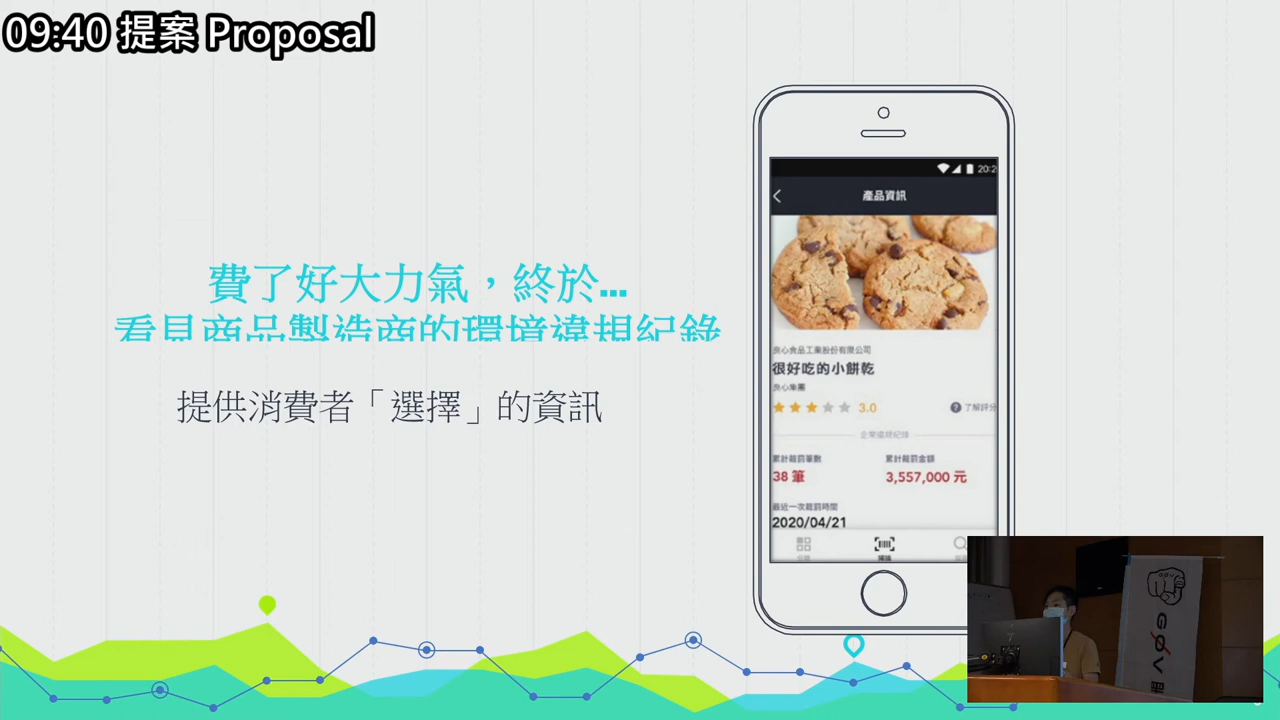 09:40 提案 Proposal
費了好大力氣，終於...
看見商品製造商的環境違規紀錄
提供消費者「選擇」的資訊
20:2
產品資訊
良心食品工業股份有限公司
很好吃的小餅乾
良心集團
3.0
了解評分
企業違規紀錄
累計裁罰筆數
累計裁罰金額
38 筆
3,557,000 元
最近一次裁罰時間
2020/04/21
掃描
G0V